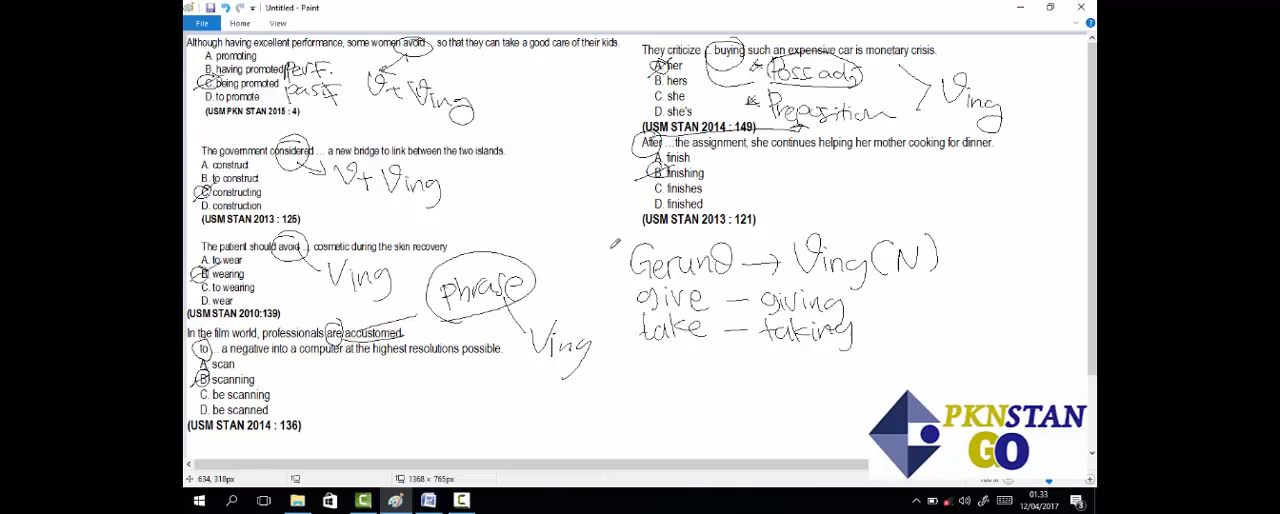 Untitled - Paint
File Home View
Although having excellent performance, some women avoid ... so that they can take a good care of their kids.
A. promoting
B. having promoted
C. being promoted
D. to promote
(USM PKN STAN 2015 : 4)
Perf.
V + Ving
The government considered ... a new bridge to link between the two islands.
A. construct
B. to construct
C. constructing
D. construction
(USM STAN 2013 : 125)
V + Ving
The patient should avoid ... cosmetic during the skin recovery
A. to wear
B. wearing
C. to wearing
D. wear
(USM STAN 2010:139)
Ving
phrase
Ving
In the film world, professionals are accustomed
to ... a negative into a computer at the highest resolutions possible.
A. scan
B. scanning
C. be scanning
D. be scanned
(USM STAN 2014 : 136)
They criticize ... buying such an expensive car is monetary crisis.
A. her
B. hers
C. she
D. she's
(USM STAN 2014 : 149)
Poss adj
Preposition
Ving
After ...the assignment, she continues helping her mother cooking for dinner.
A. finish
B. finishing
C. finishes
D. finished
(USM STAN 2013 : 121)
Gerund → Ving (N)
give – giving
take – taking
PKNSTAN
GO
634, 318px
1368 × 765px
100%
01.33
12/04/2017